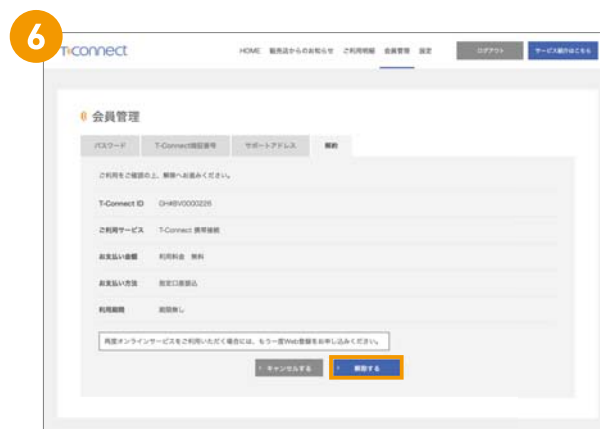 6
T-Connect
HOME 販売店からのお知らせ ご利用明細 会員管理 設定 ログアウト サービス紹介はこちら
会員管理
パスワード T-Connect暗証番号 サポートアドレス 解約
ご利用をご確認の上、解除へお進みください。
T-Connect ID
ご利用サービス T-Connect 携帯接続
お支払い金額 利用料金 無料
お支払い方法 指定口座振込
利用期間 期間無し
再度オンラインサービスをご利用いただく場合には、もう一度Web登録をお申し込みください。
キャンセルする 解約する